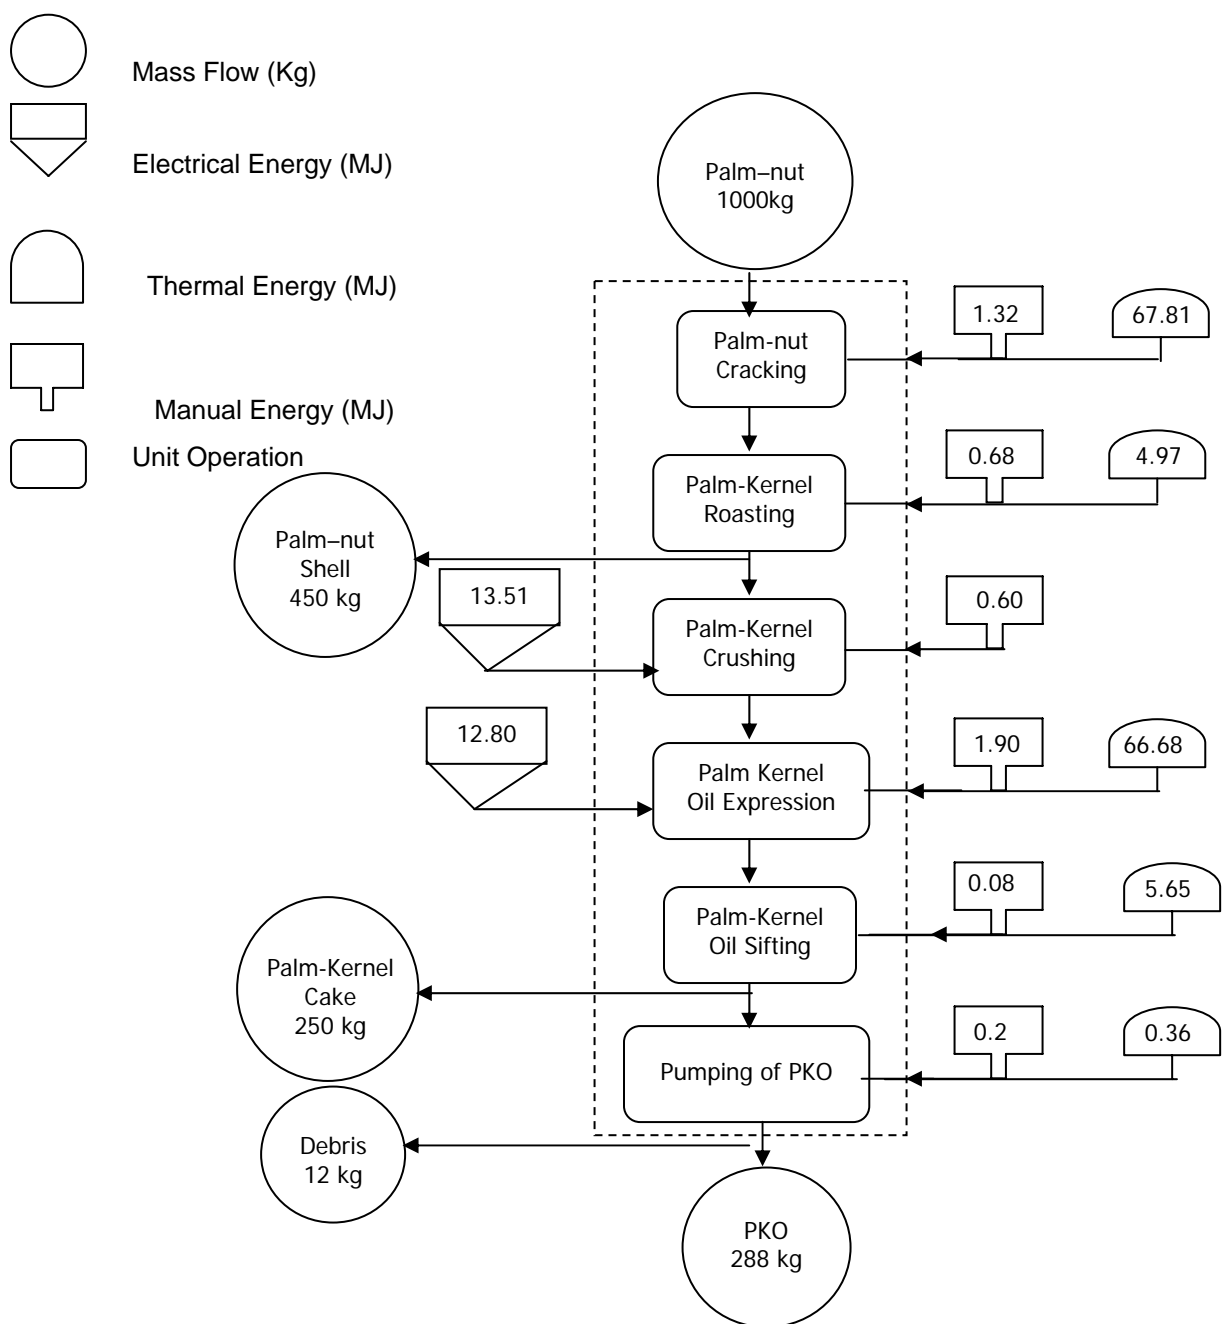 Mass Flow (Kg)
Electrical Energy (MJ)
Thermal Energy (MJ)
Manual Energy (MJ)
Unit Operation
Palm–nut
1000kg
Palm-nut
Cracking
1.32
67.81
Palm-Kernel
Roasting
0.68
4.97
Palm–nut
Shell
450 kg
13.51
Palm-Kernel
Crushing
0.60
12.80
Palm Kernel
Oil Expression
1.90
66.68
Palm-Kernel
Oil Sifting
0.08
5.65
Palm-Kernel
Cake
250 kg
Pumping of PKO
0.2
0.36
Debris
12 kg
PKO
288 kg